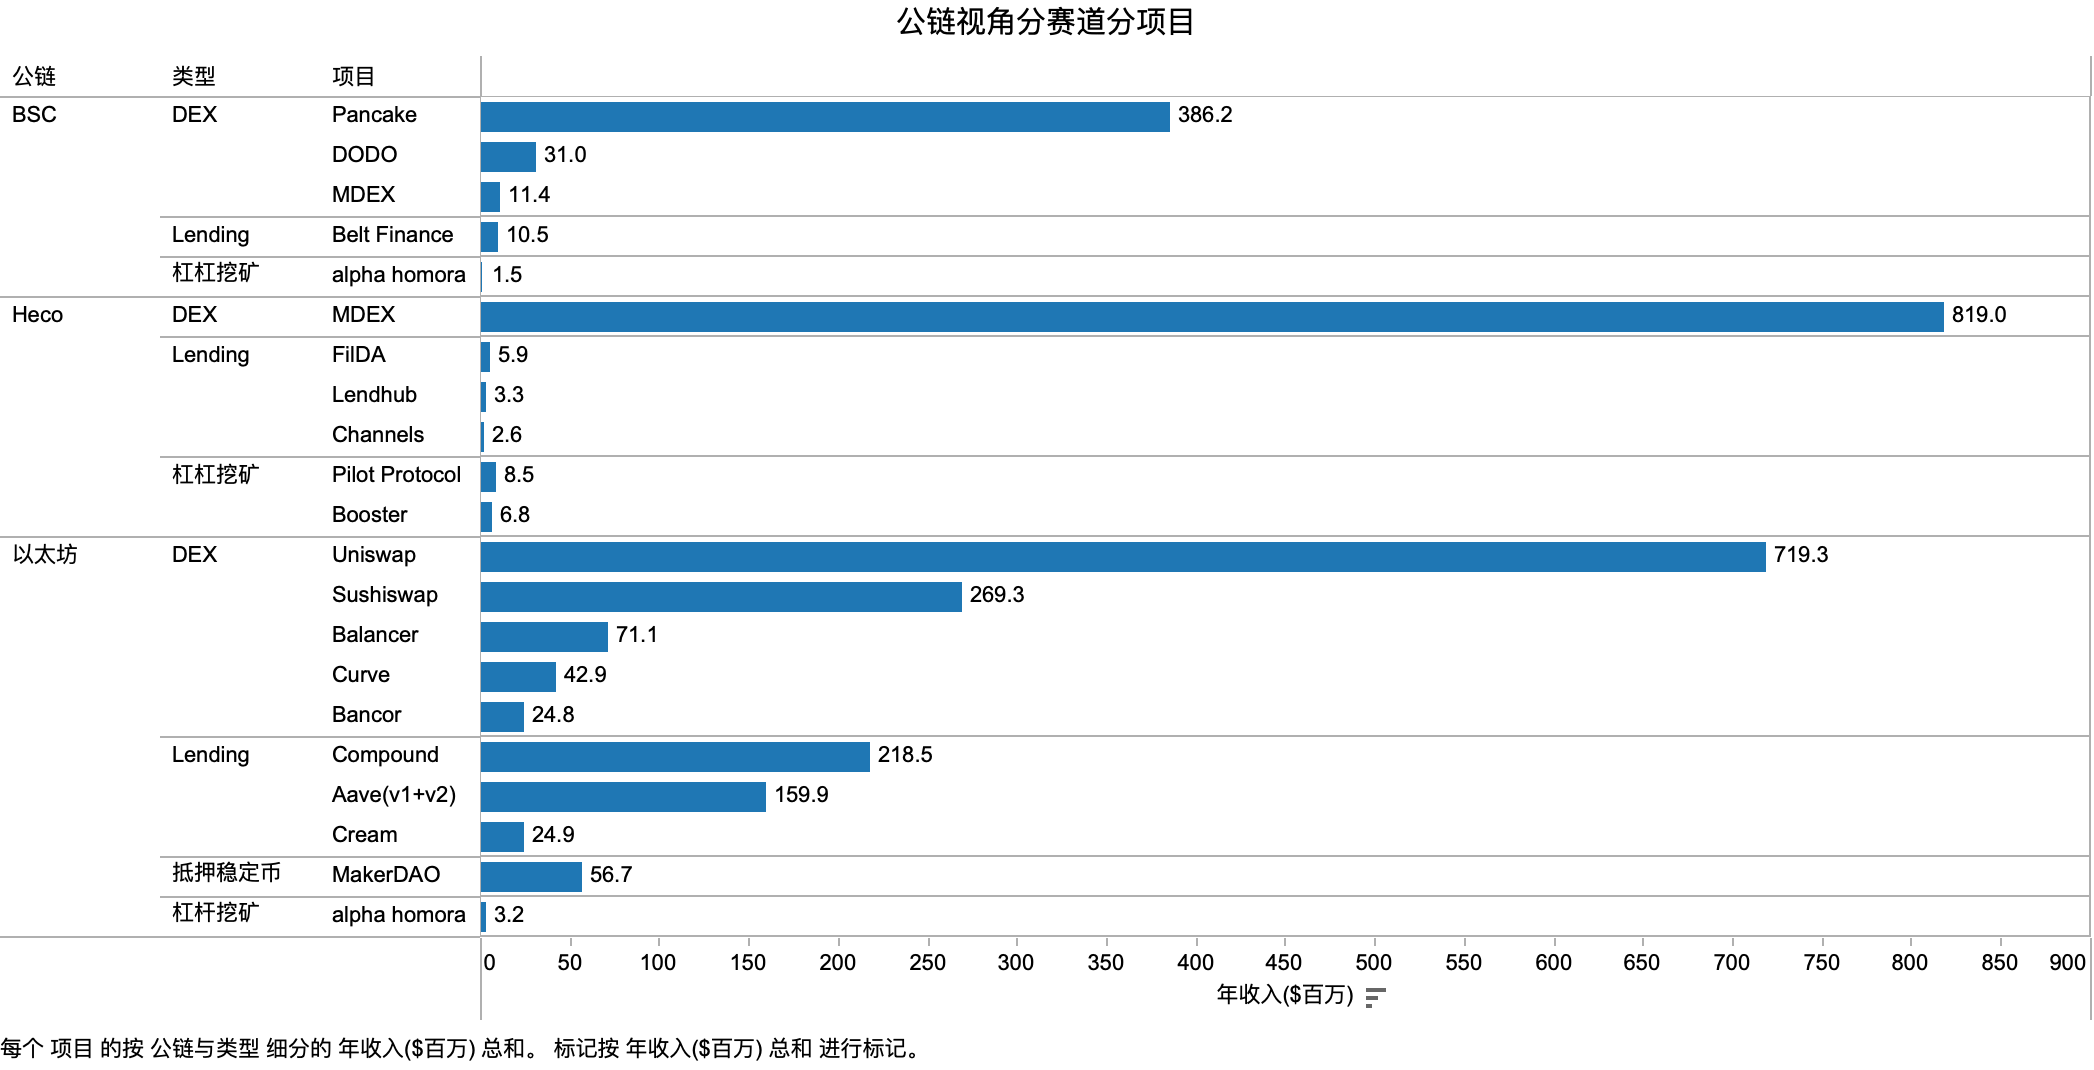 公链视角分赛道分项目
公链 类型 项目
BSC DEX Pancake 386.2
DODO 31.0
MDEX 11.4
Lending Belt Finance 10.5
杠杠挖矿 alpha homora 1.5
Heco DEX MDEX 819.0
Lending FilDA 5.9
Lendhub 3.3
Channels 2.6
杠杠挖矿 Pilot Protocol 8.5
Booster 6.8
以太坊 DEX Uniswap 719.3
Sushiswap 269.3
Balancer 71.1
Curve 42.9
Bancor 24.8
Lending Compound 218.5
Aave(v1+v2) 159.9
Cream 24.9
抵押稳定币 MakerDAO 56.7
杠杆挖矿 alpha homora 3.2
0 50 100 150 200 250 300 350 400 450 500 550 600 650 700 750 800 850 900
年收入($百万)
每个 项目 的按 公链与类型 细分的 年收入($百万) 总和。 标记按 年收入($百万) 总和 进行标记。